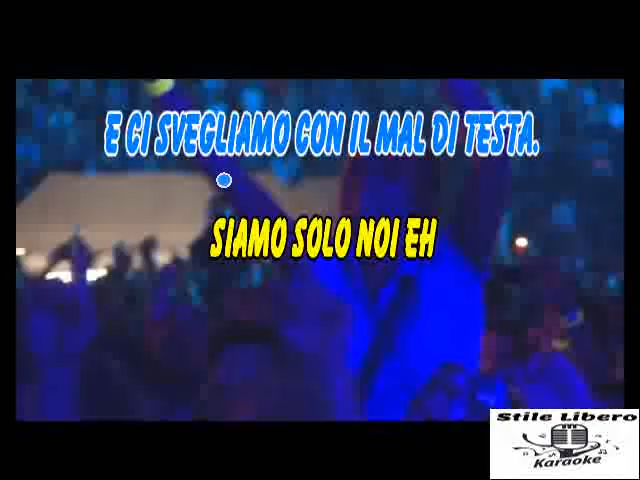 E CI SVEGLIAMO CON IL MAL DI TESTA.
SIAMO SOLO NOI EH
Stile Libero
Karaoke